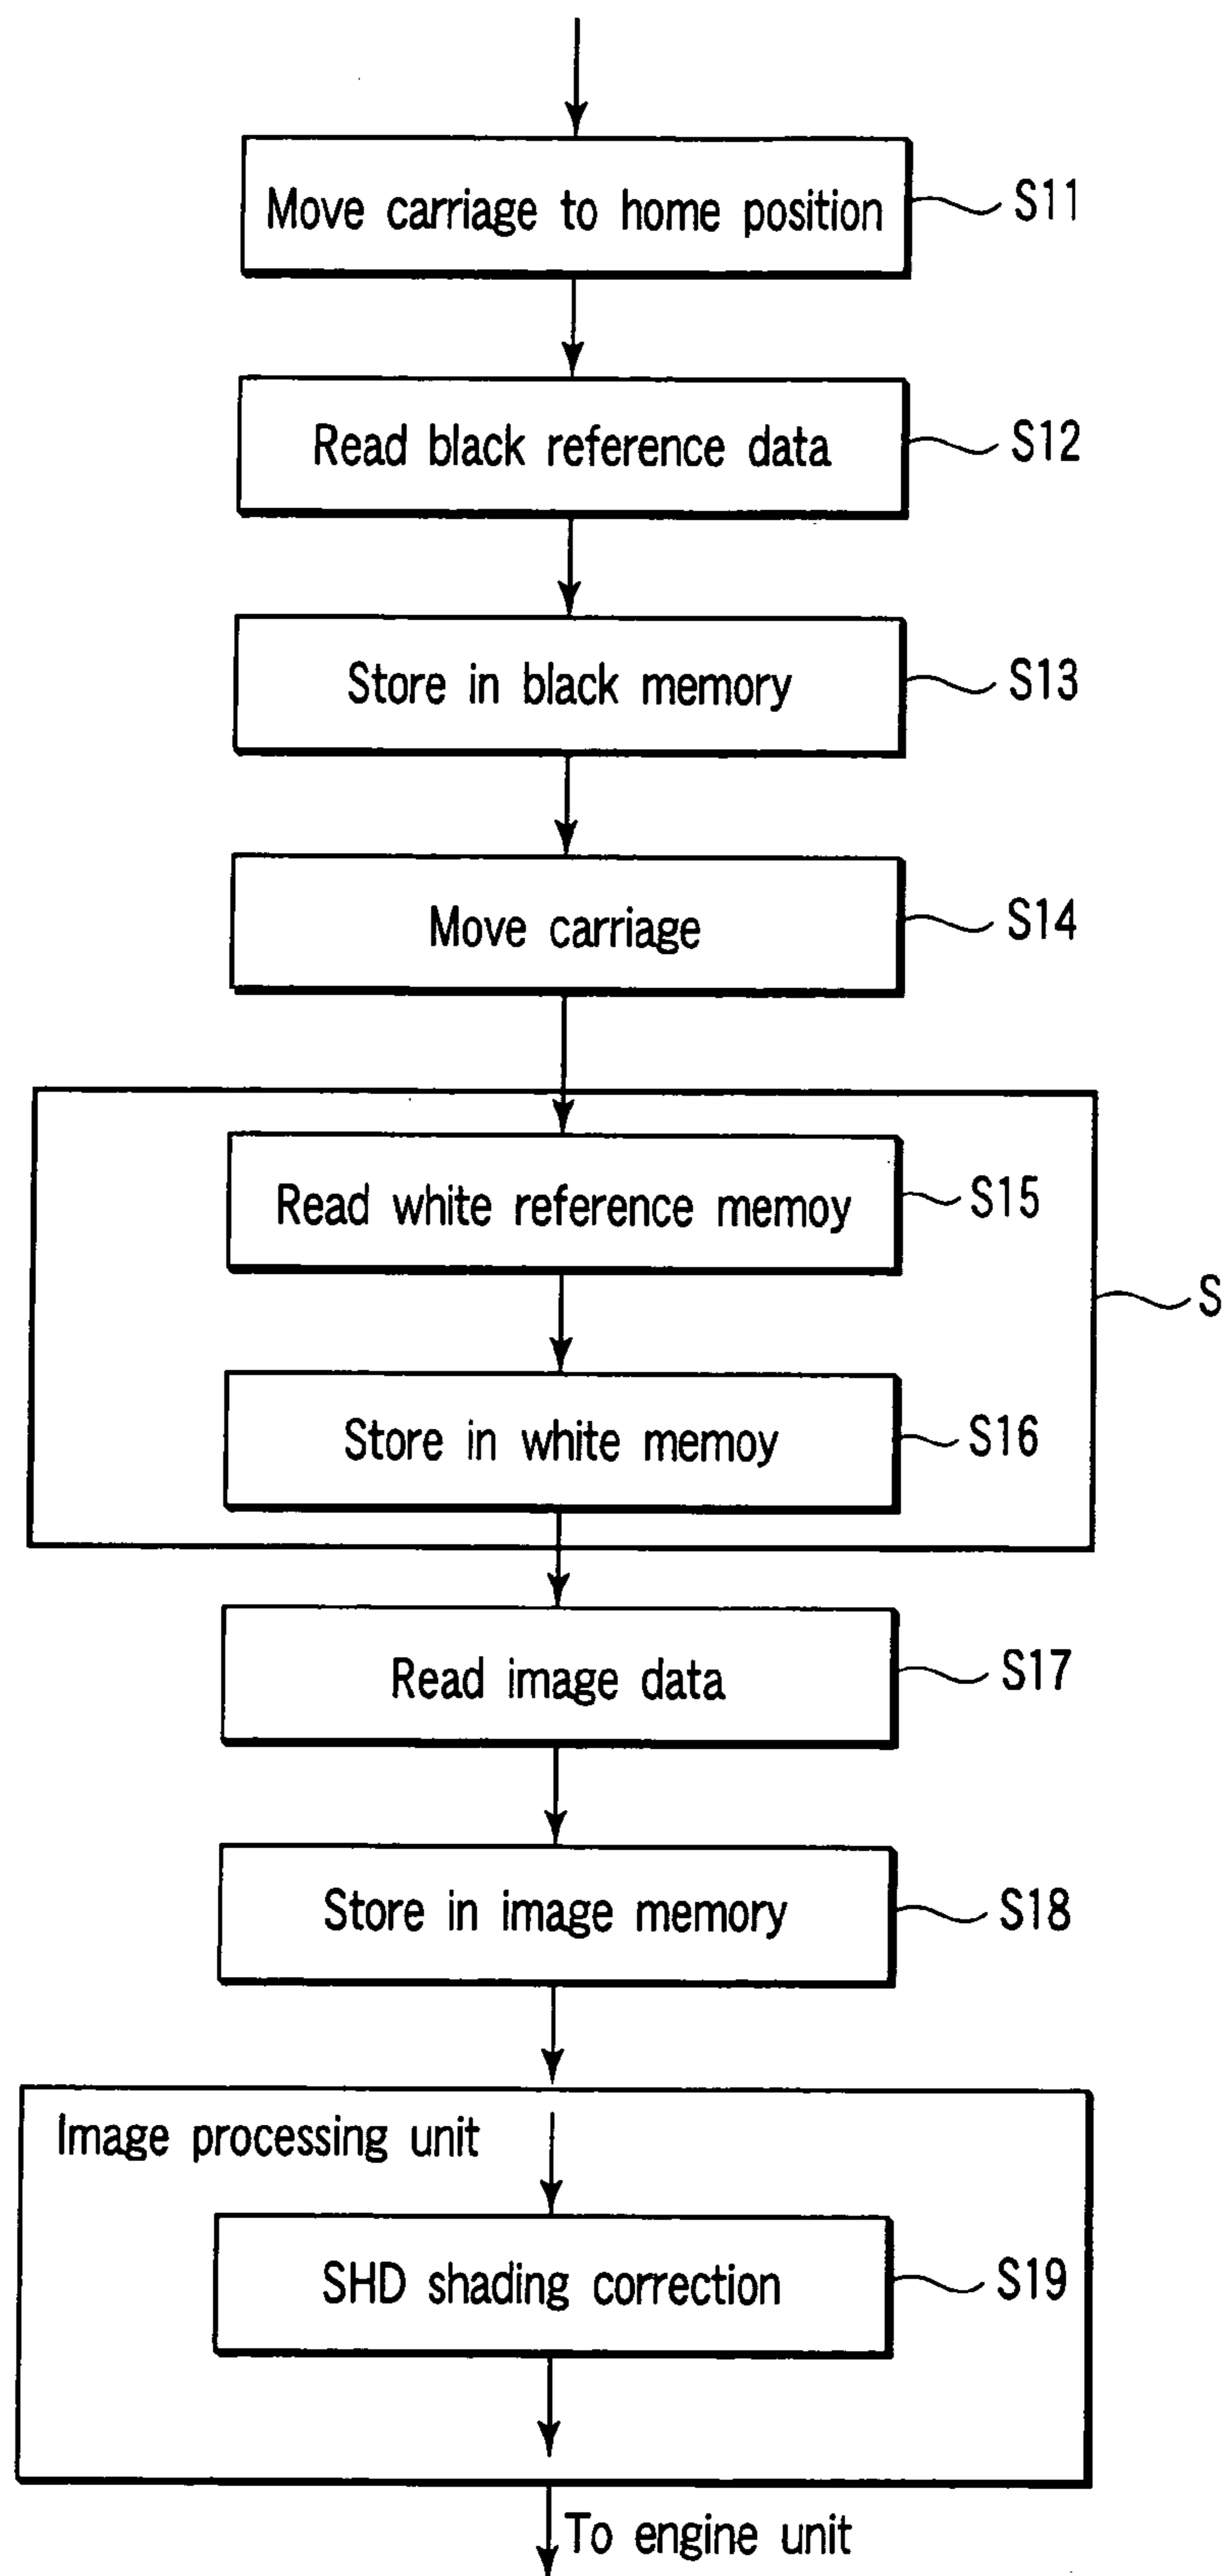 Move carriage to home position S11
Read black reference data S12
Store in black memory S13
Move carriage S14
Read white reference memoy S15
S
Store in white memoy S16
Read image data S17
Store in image memory S18
Image processing unit
SHD shading correction S19
To engine unit